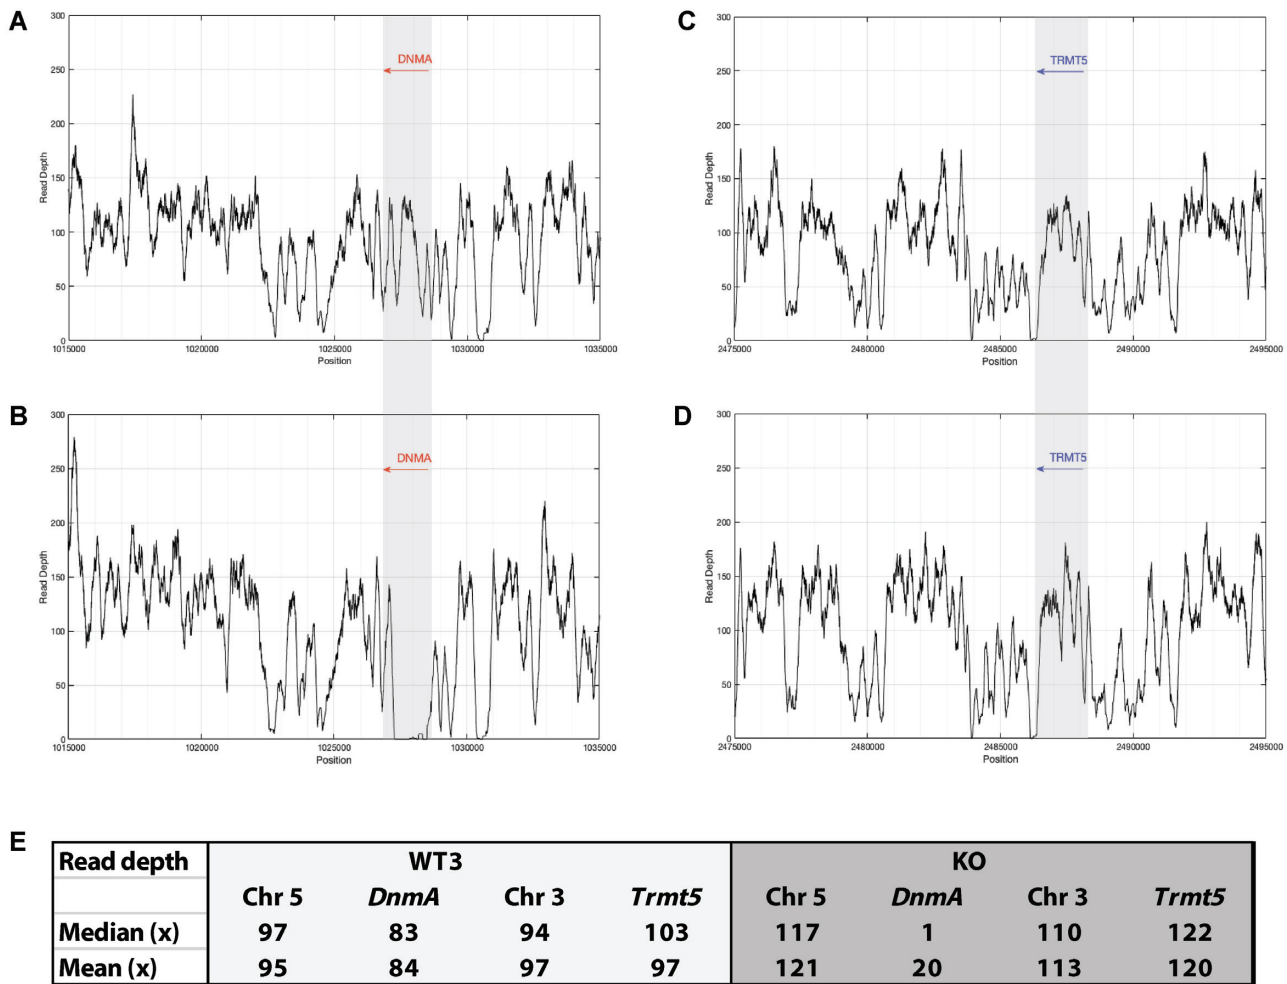 A
300
250
200
150
100
50
0
Read Depth
DNMA
1015000 1020000 1025000 1030000 1035000
Position
C
300
250
200
150
100
50
0
Read Depth
TRMT5
2475000 2480000 2485000 2490000 2495000
Position
B
300
250
200
150
100
50
0
Read Depth
DNMA
1015000 1020000 1025000 1030000 1035000
Position
D
300
250
200
150
100
50
0
Read Depth
TRMT5
2475000 2480000 2485000 2490000 2495000
Position
E
Read depth WT3 KO
Chr 5 DnmA Chr 3 Trmt5 Chr 5 DnmA Chr 3 Trmt5
Median (x) 97 83 94 103 117 1 110 122
Mean (x) 95 84 97 97 121 20 113 120